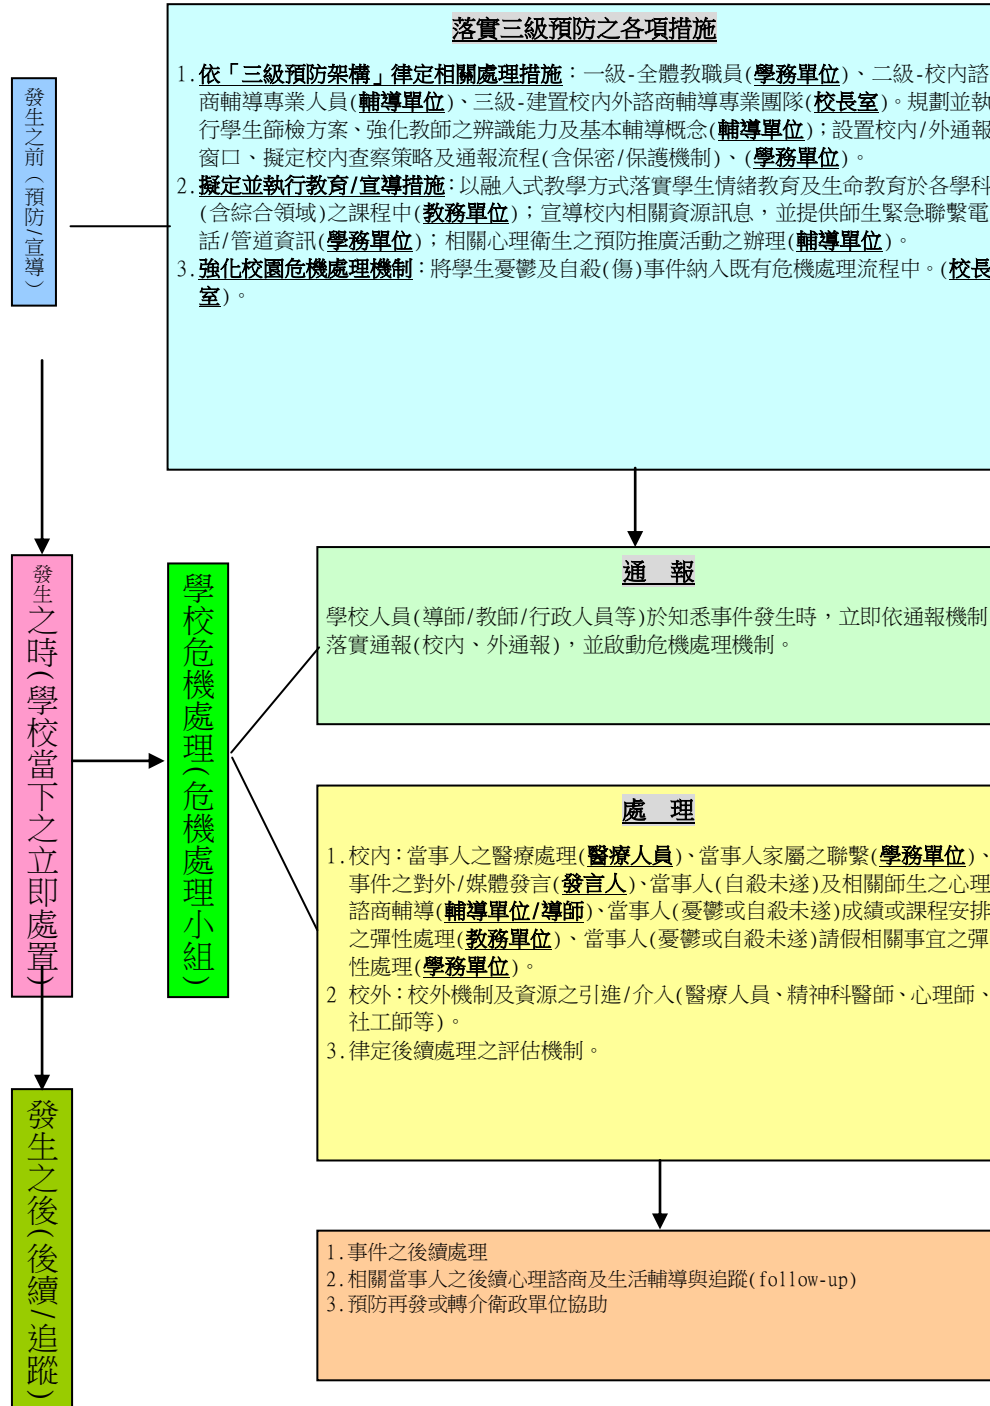 落實三級預防之各項措施
發生之前(預防/宣導)
1.依「三級預防架構」律定相關處理措施：一級-全體教職員(學務單位)、二級-校內諮
商輔導專業人員(輔導單位)、三級-建置校內外諮商輔導專業團隊(校長室)。規劃並執
行學生篩檢方案、強化教師之辨識能力及基本輔導概念(輔導單位)；設置校內/外通報
窗口、擬定校內查察策略及通報流程(含保密/保護機制)、(學務單位)。
2.擬定並執行教育/宣導措施：以融入式教學方式落實學生情緒教育及生命教育於各學科
(含綜合領域)之課程中(教務單位)；宣導校內相關資源訊息，並提供師生緊急聯繫電
話/管道資訊(學務單位)；相關心理衛生之預防推廣活動之辦理(輔導單位)。
3.強化校園危機處理機制：將學生憂鬱及自殺(傷)事件納入既有危機處理流程中。(校長
室)。
發生之時(學校當下之立即處置)
學校危機處理(危機處理小組)
通 報
學校人員(導師/教師/行政人員等)於知悉事件發生時，立即依通報機制
落實通報(校內、外通報)，並啟動危機處理機制。
處 理
1.校內：當事人之醫療處理(醫療人員)、當事人家屬之聯繫(學務單位)、
事件之對外/媒體發言(發言人)、當事人(自殺未遂)及相關師生之心理
諮商輔導(輔導單位/導師)、當事人(憂鬱或自殺未遂)成績或課程安排
之彈性處理(教務單位)、當事人(憂鬱或自殺未遂)請假相關事宜之彈
性處理(學務單位)。
2 校外：校外機制及資源之引進/介入(醫療人員、精神科醫師、心理師、
社工師等)。
3.律定後續處理之評估機制。
發生之後(後續/追蹤)
1.事件之後續處理
2.相關當事人之後續心理諮商及生活輔導與追蹤(follow-up)
3.預防再發或轉介衛政單位協助